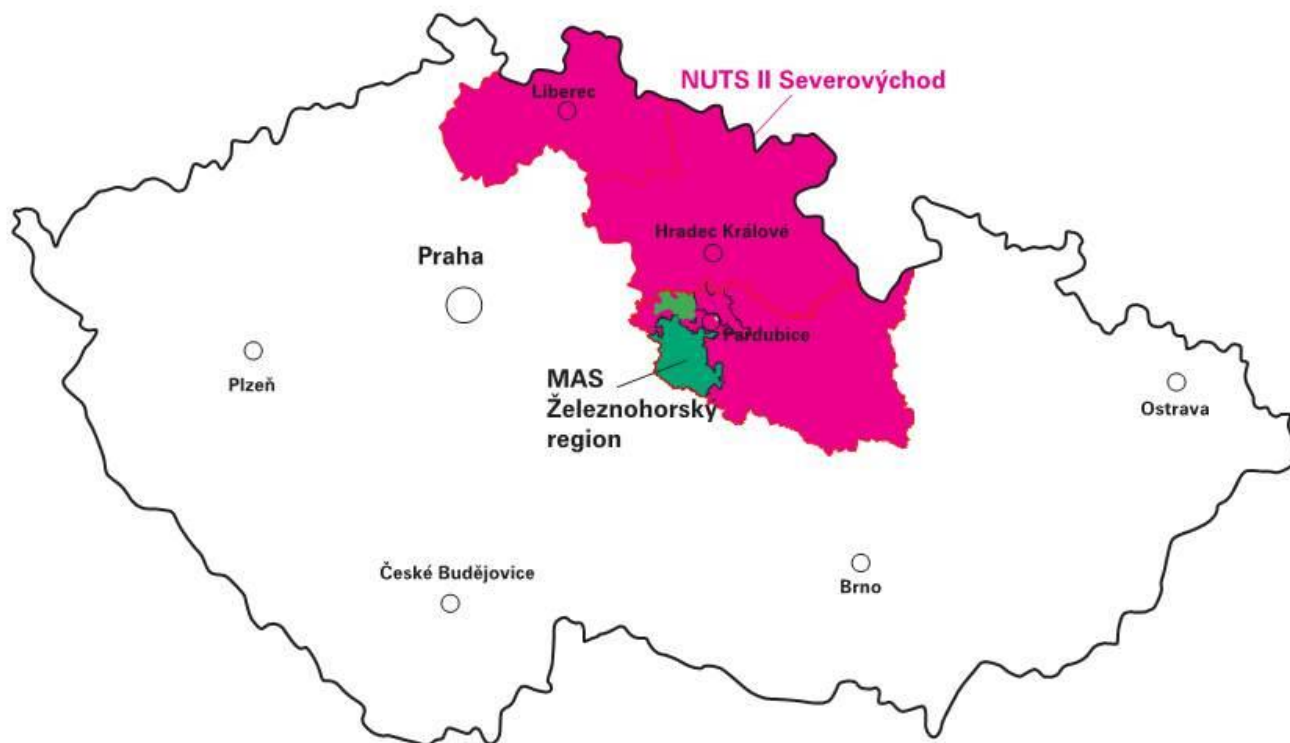 NUTS II Severovýchod
Liberec
Hradec Králové
Praha
Pardubice
Plzeň
MAS
Železnohorský
region
Ostrava
České Budějovice
Brno